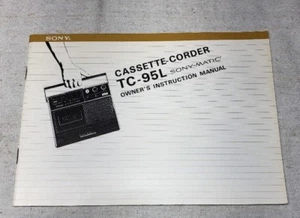 SONY
CASSETTE-CORDER
TC-95L SONY-MATIC
OWNER'S INSTRUCTION MANUAL